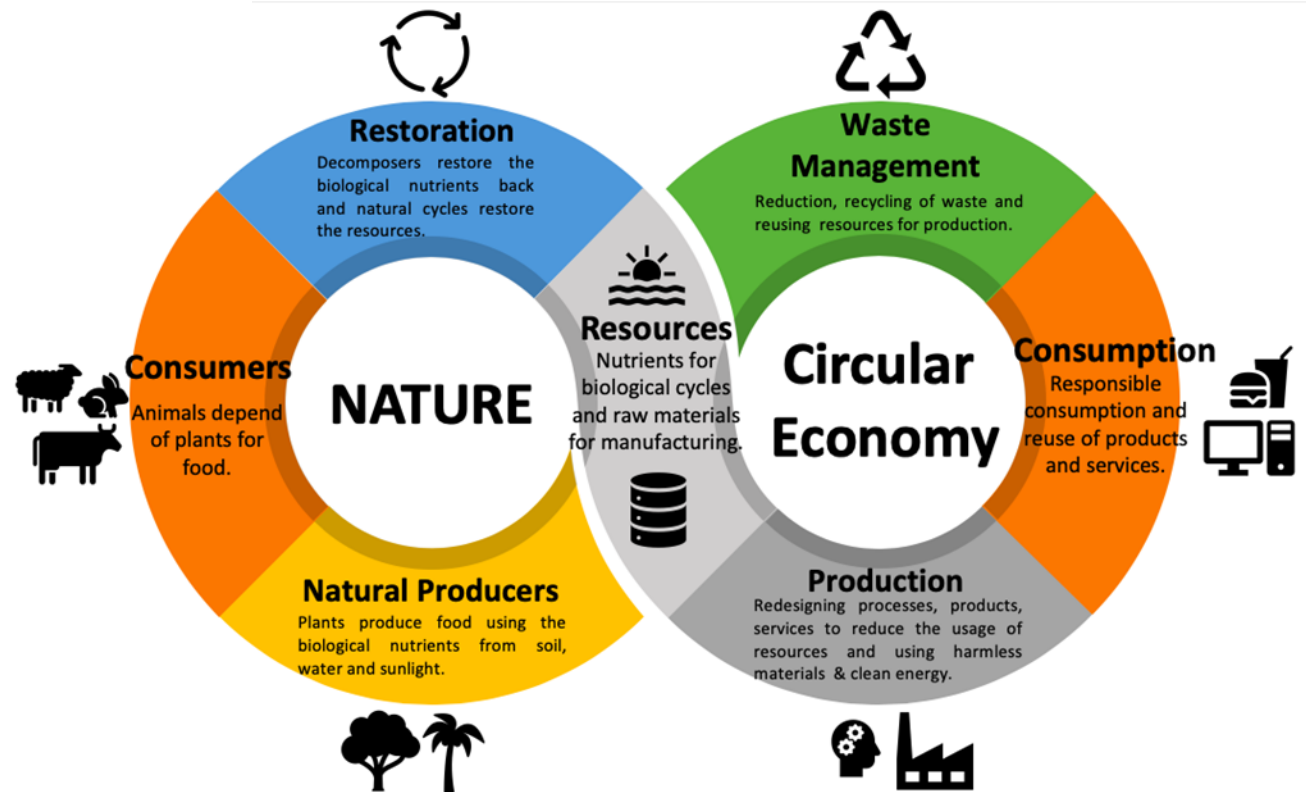 Restoration
Decomposers restore the
biological nutrients back
and natural cycles restore
the resources.
Waste
Management
Reduction, recycling of waste and
reusing resources for production.
Consumers
Animals depend
of plants for
food.
NATURE
Resources
Nutrients for
biological cycles
and raw materials
for manufacturing.
Circular
Economy
Consumption
Responsible
consumption and
reuse of products
and services.
Natural Producers
Plants produce food using the
biological nutrients from soil,
water and sunlight.
Production
Redesigning processes, products,
services to reduce the usage of
resources and using harmless
materials & clean energy.